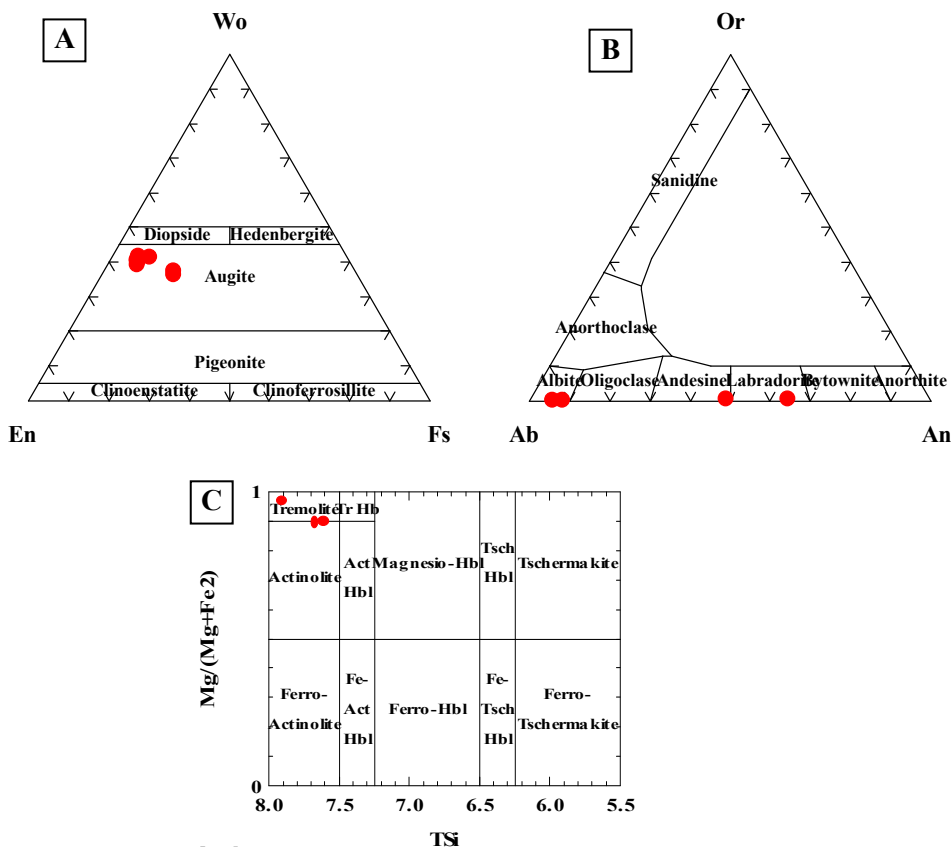 A
Wo
Diopside
Hedenbergite
Augite
Pigeonite
Clinoenstatite
Clinoferrosillite
En
Fs
B
Or
Sanidine
Anorthoclase
Albite
Oligoclase
Andesine
Labradorite
Bytownite
Anorthite
Ab
An
C
Mg/(Mg+Fe2)
1
0
Tremolite
Tr Hb
Actinolite
Act
Hbl
Magnesio-Hbl
Tsch
Hbl
Tschermakite
Ferro-
Actinolite
Fe-
Act
Hbl
Ferro-Hbl
Fe-
Tsch
Hbl
Ferro-
Tschermakite
8.0 7.5 7.0 6.5 6.0 5.5
TSi